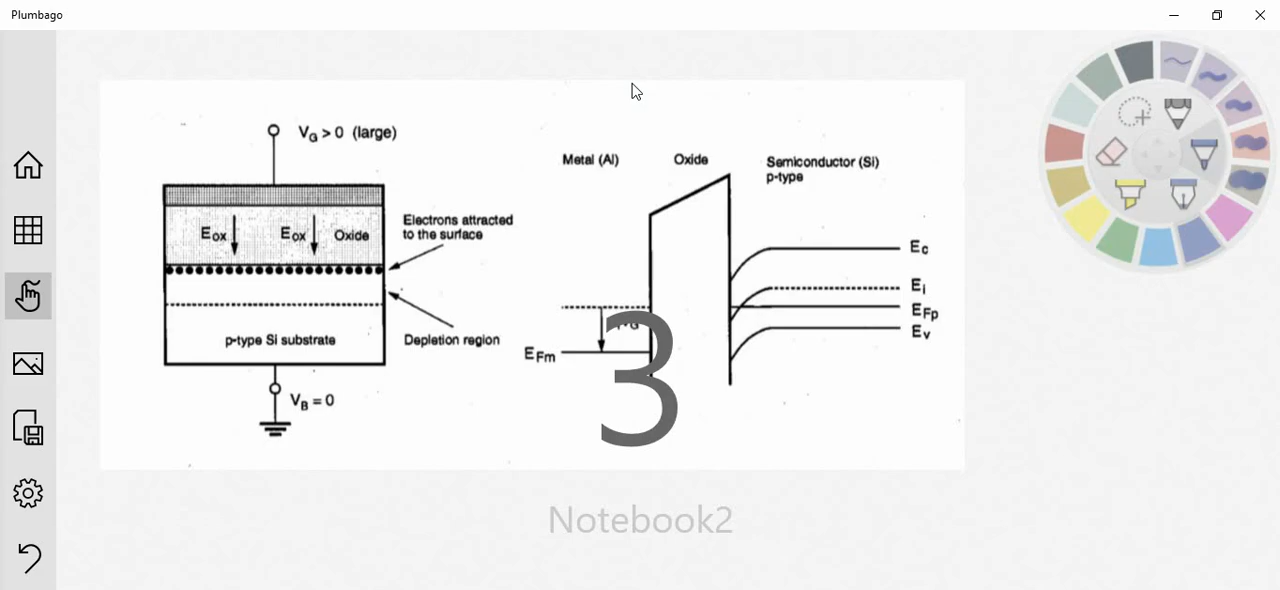 Plumbago
V_G > 0 (large)
E_ox
E_ox
Oxide
Electrons attracted
to the surface
p-type Si substrate
Depletion region
V_B = 0
Metal (Al)
Oxide
Semiconductor (Si)
p-type
E_c
E_i
E_Fp
E_v
E_Fm
3
Notebook2